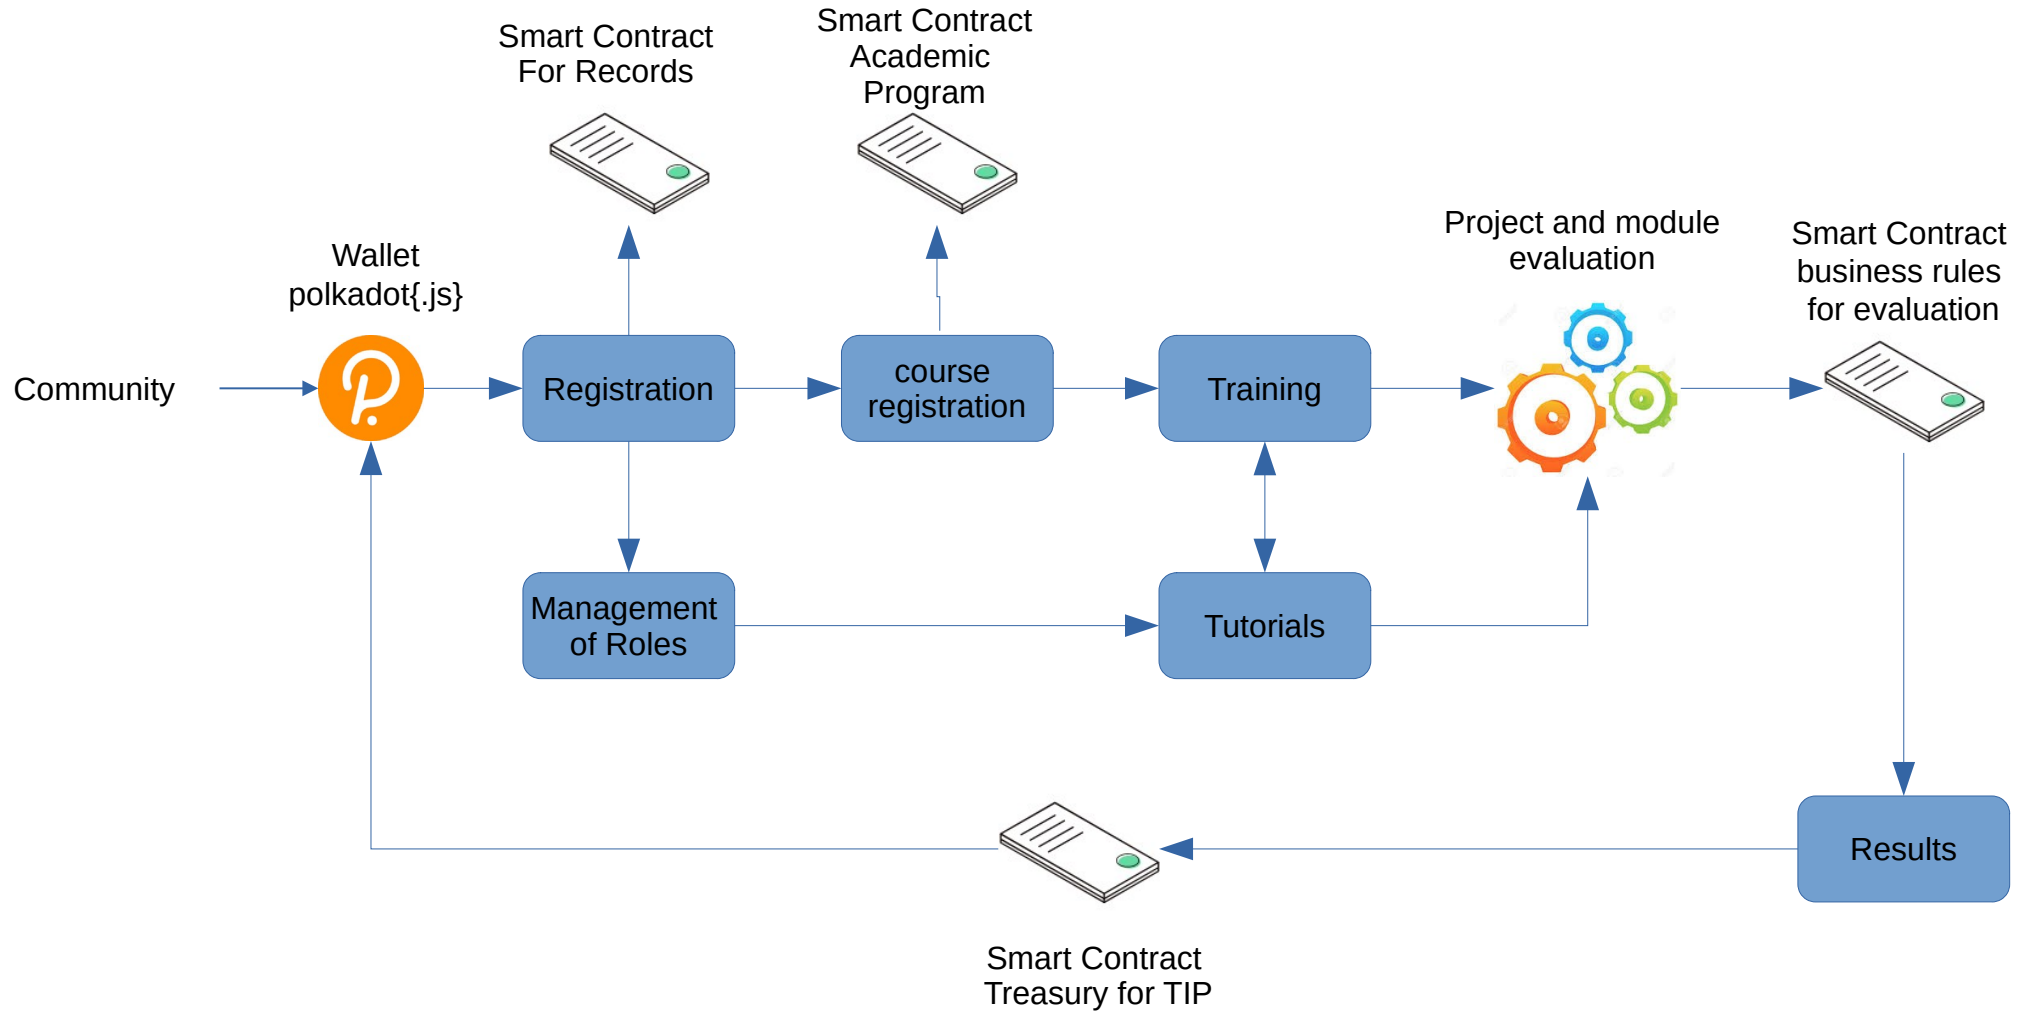 Smart Contract
For Records
Smart Contract
Academic
Program
Wallet
polkadot{.js}
Project and module
evaluation
Smart Contract
business rules
for evaluation
Community
Registration
course
registration
Training
Management
of Roles
Tutorials
Results
Smart Contract
Treasury for TIP